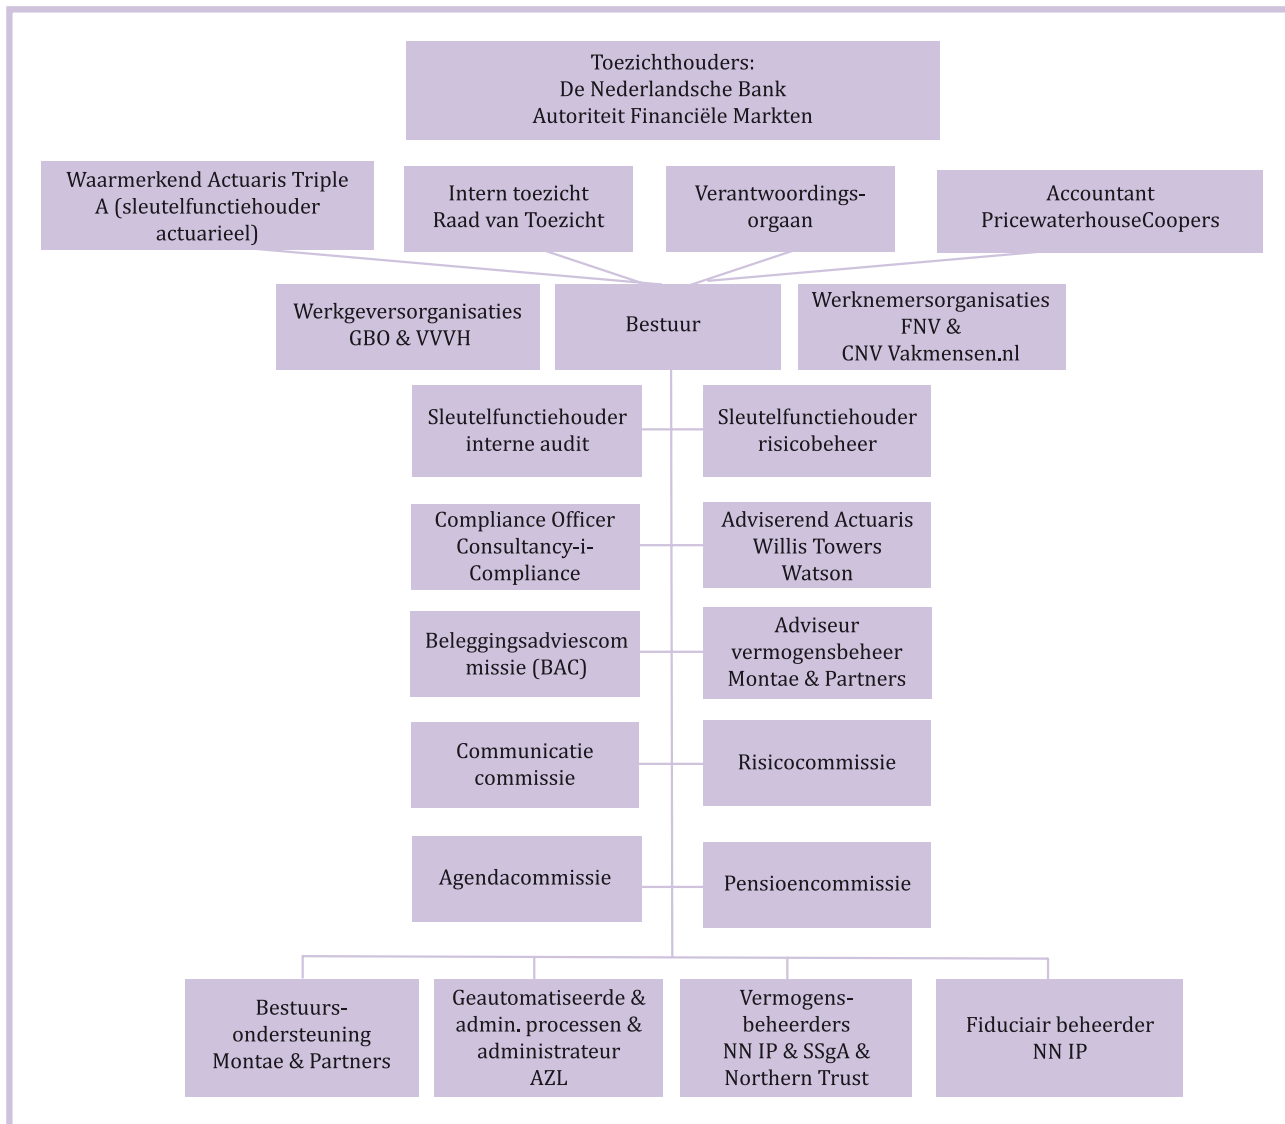 Toezichthouders:
De Nederlandsche Bank
Autoriteit Financiële Markten
Waarmerkend Actuaris Triple
A (sleutelfunctiehouder
actuarieel)
Intern toezicht
Raad van Toezicht
Verantwoordings-
orgaan
Accountant
PricewaterhouseCoopers
Werkgeversorganisaties
GBO & VVVH
Bestuur
Werknemersorganisaties
FNV &
CNV Vakmensen.nl
Sleutelfunctiehouder
interne audit
Sleutelfunctiehouder
risicobeheer
Compliance Officer
Consultancy-i-
Compliance
Adviserend Actuaris
Willis Towers
Watson
Beleggingsadviescom
missie (BAC)
Adviseur
vermogensbeheer
Montae & Partners
Communicatie
commissie
Risicocommissie
Agendacommissie
Pensioencommissie
Bestuurs-
ondersteuning
Montae & Partners
Geautomatiseerde &
admin. processen &
administrateur
AZL
Vermogens-
beheerders
NN IP & SSgA &
Northern Trust
Fiduciair beheerder
NN IP